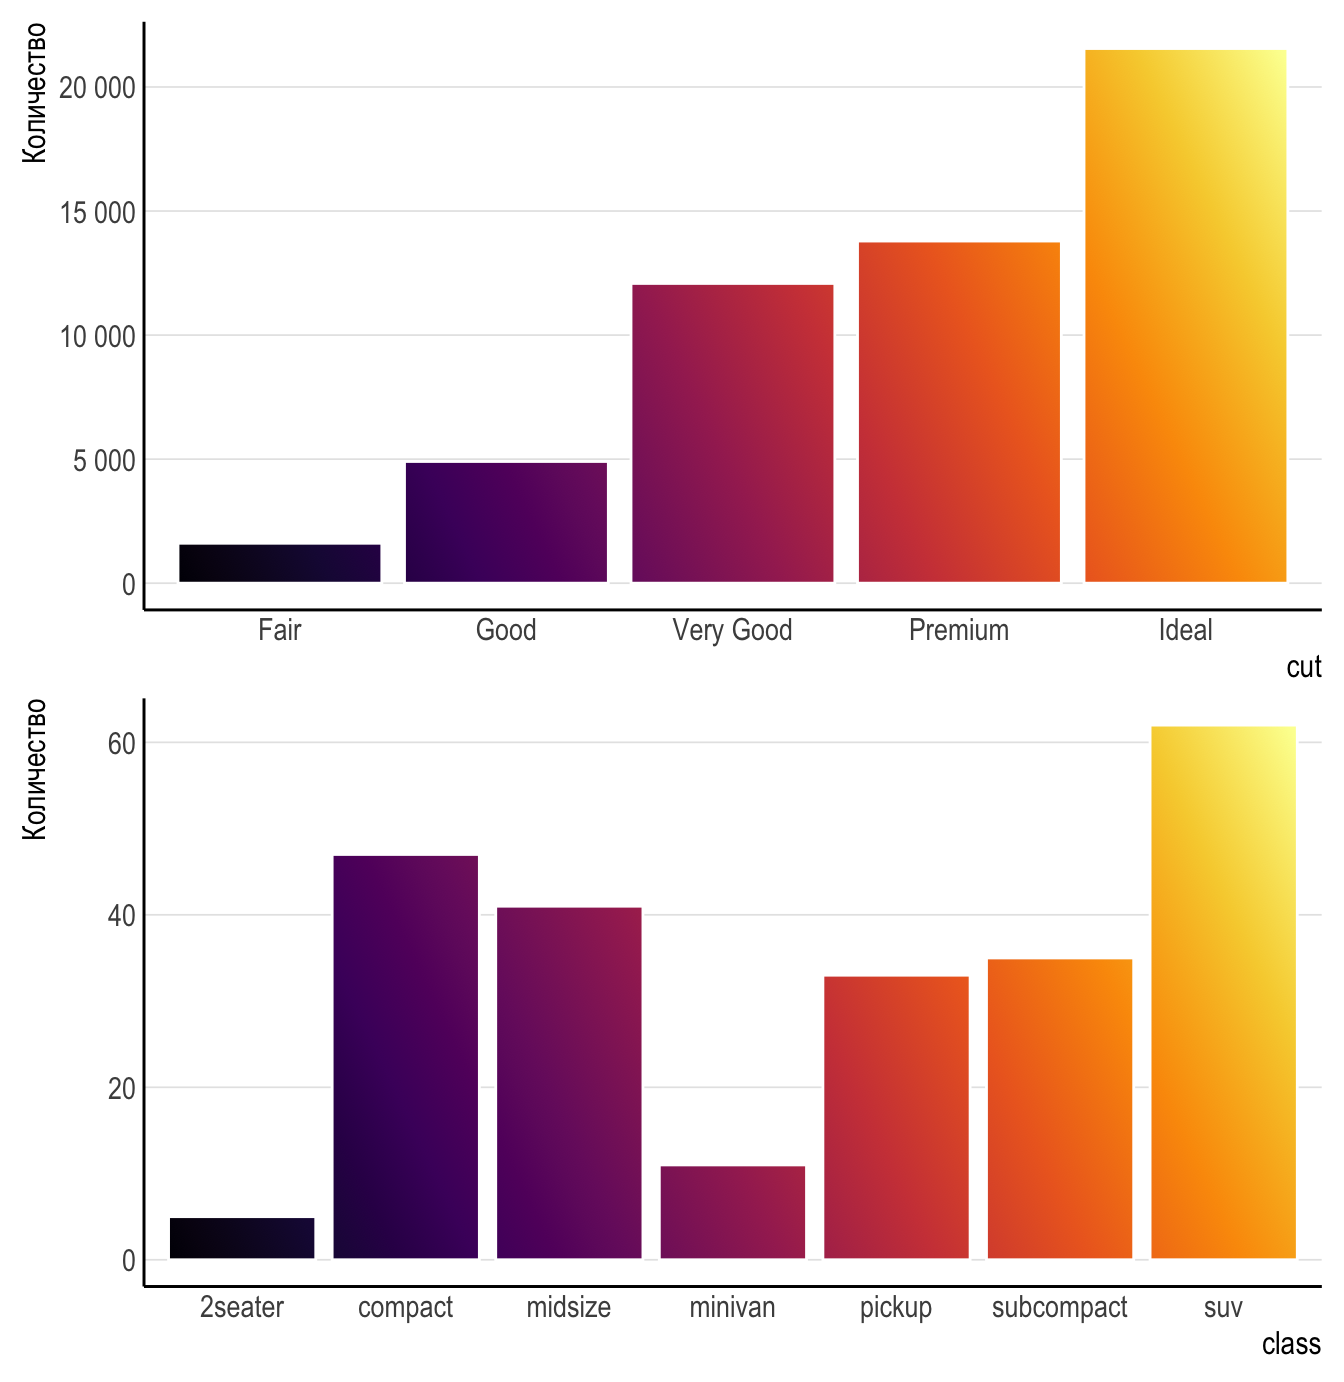 Количество
20 000
15 000
10 000
5 000
0
Fair Good Very Good Premium Ideal
cut
Количество
60
40
20
0
2seater compact midsize minivan pickup subcompact suv
class